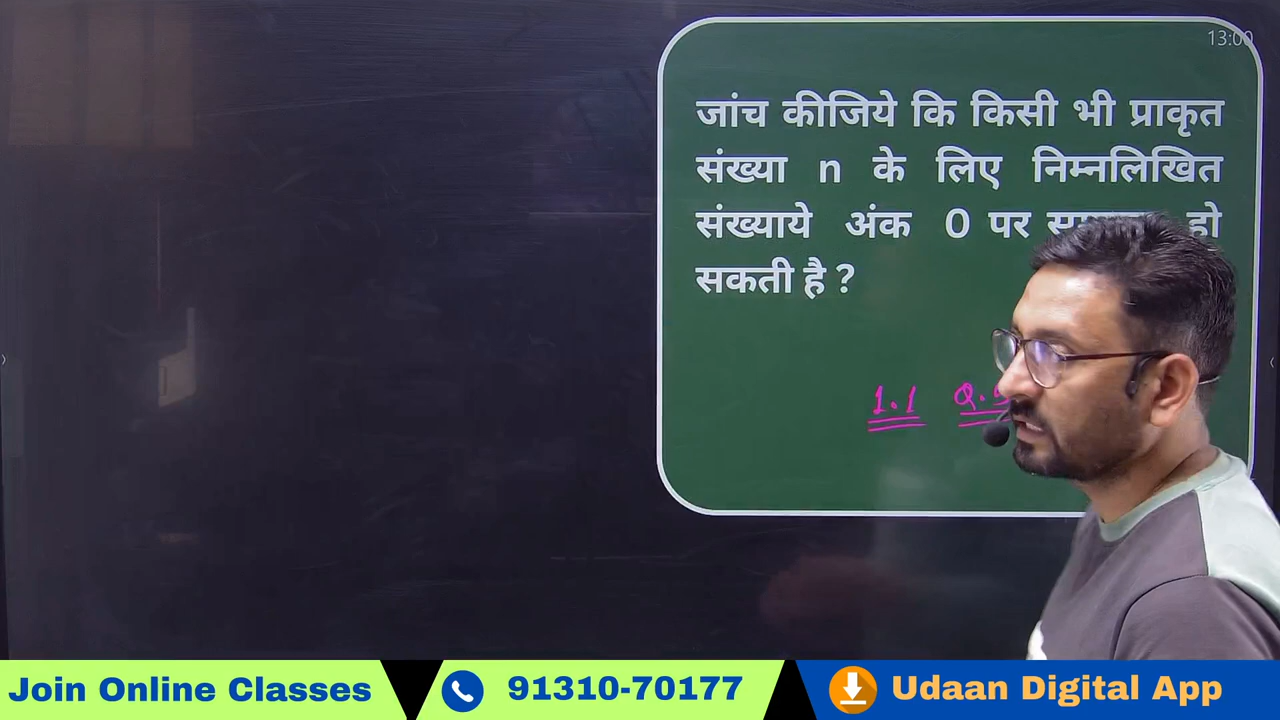 13:00
जांच कीजिये कि किसी भी प्राकृत
संख्या n के लिए निम्नलिखित
संख्याये अंक 0 पर हो
सकती है ?
1.1 Q.
Join Online Classes
91310-70177
Udaan Digital App